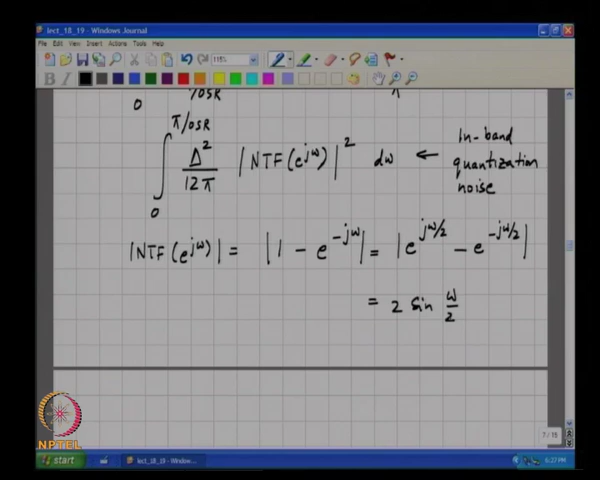 lect_18_19 - Windows Journal
File Edit View Insert Actions Tools Help
115%
B I
0 π/OSR π
∫₀^{π/OSR} Δ²/12π |NTF(e^{jω})|² dω ← In-band quantization noise
|NTF(e^{jω})| = |1 - e^{-jω}| = |e^{jω/2} - e^{-jω/2}|
= 2 sin ω/2
NPTEL
start
lect_18_19 - Window...
6:37 PM